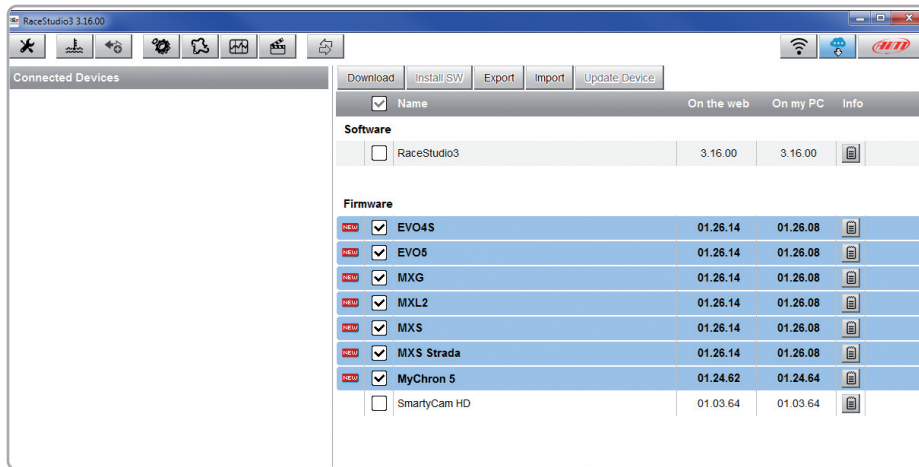 RaceStudio3 3.16.00
AiM
Connected Devices
Download Install SW Export Import Update Device
Name On the web On my PC Info
Software
RaceStudio3 3.16.00 3.16.00
Firmware
NEW EVO4S 01.26.14 01.26.08
NEW EVO5 01.26.14 01.26.08
NEW MXG 01.26.14 01.26.08
NEW MXL2 01.26.14 01.26.08
NEW MXS 01.26.14 01.26.08
NEW MXS Strada 01.26.14 01.26.08
NEW MyChron 5 01.24.62 01.24.64
SmartyCam HD 01.03.64 01.03.64